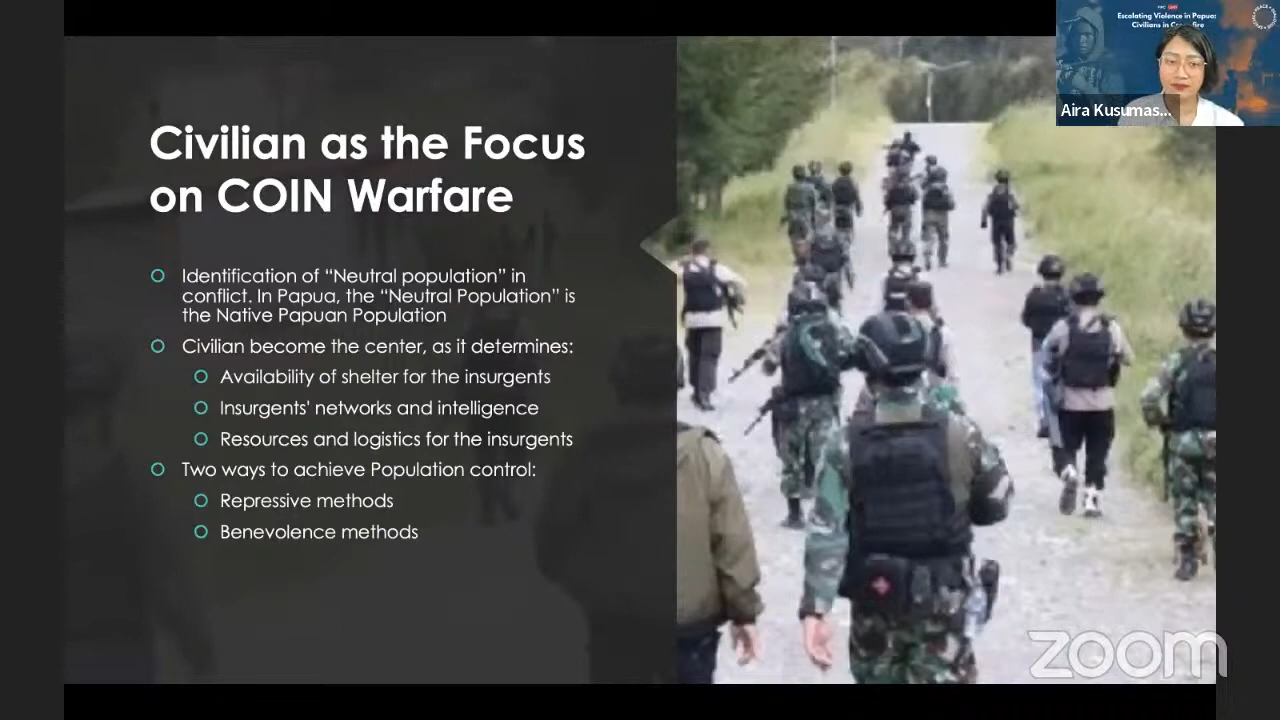 Civilian as the Focus
on COIN Warfare
Identification of “Neutral population” in
conflict. In Papua, the “Neutral Population” is
the Native Papuan Population
Civilian become the center, as it determines:
Availability of shelter for the insurgents
Insurgents' networks and intelligence
Resources and logistics for the insurgents
Two ways to achieve Population control:
Repressive methods
Benevolence methods
Escalating Violence in Papua:
Civilians in
Aira Kusumas...
zoom